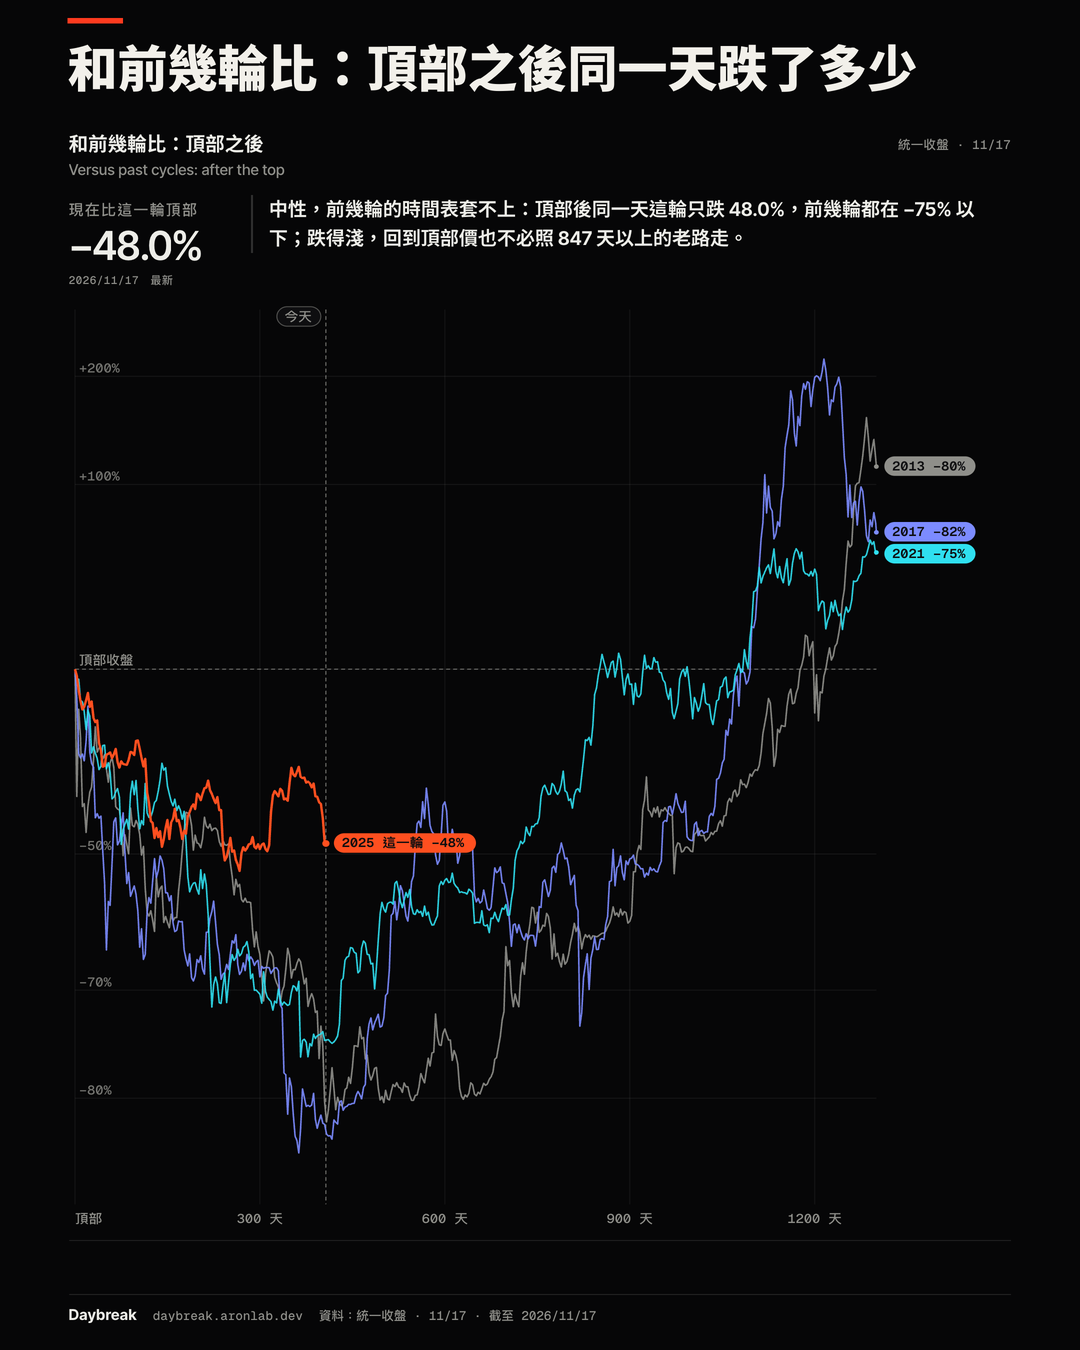 和前幾輪比：頂部之後同一天跌了多少
和前幾輪比：頂部之後
統一收盤 · 11/17
Versus past cycles: after the top
現在比這一輪頂部
−48.0%
2026/11/17 最新
中性，前幾輪的時間表套不上：頂部後同一天這輪只跌 48.0%，前幾輪都在 −75% 以
下；跌得淺，回到頂部價也不必照 847 天以上的老路走。
今天
+200%
+100%
頂部收盤
−50%
−70%
−80%
2013 −80%
2017 −82%
2021 −75%
2025 這一輪 −48%
頂部
300 天
600 天
900 天
1200 天
Daybreak daybreak.aronlab.dev 資料：統一收盤 · 11/17 · 截至 2026/11/17